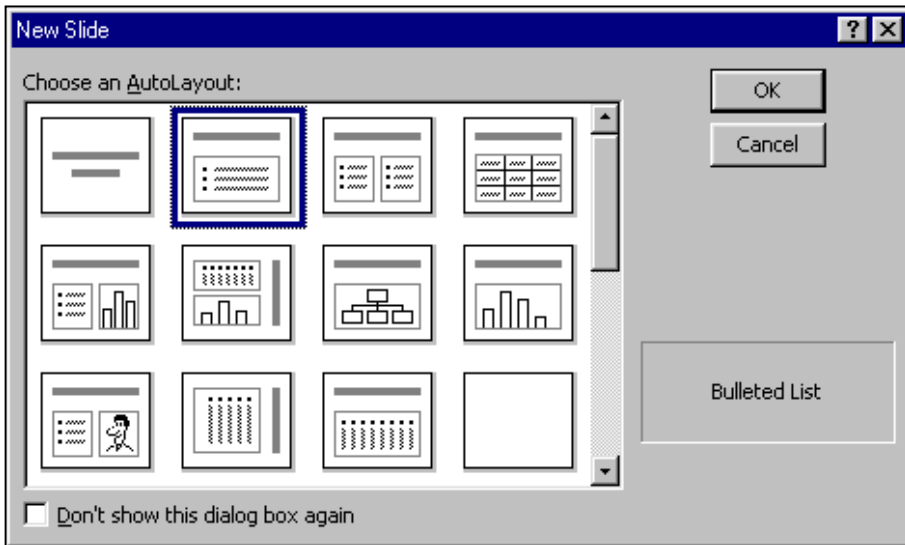 New Slide
Choose an AutoLayout:
OK
Cancel
Bulleted List
Don't show this dialog box again